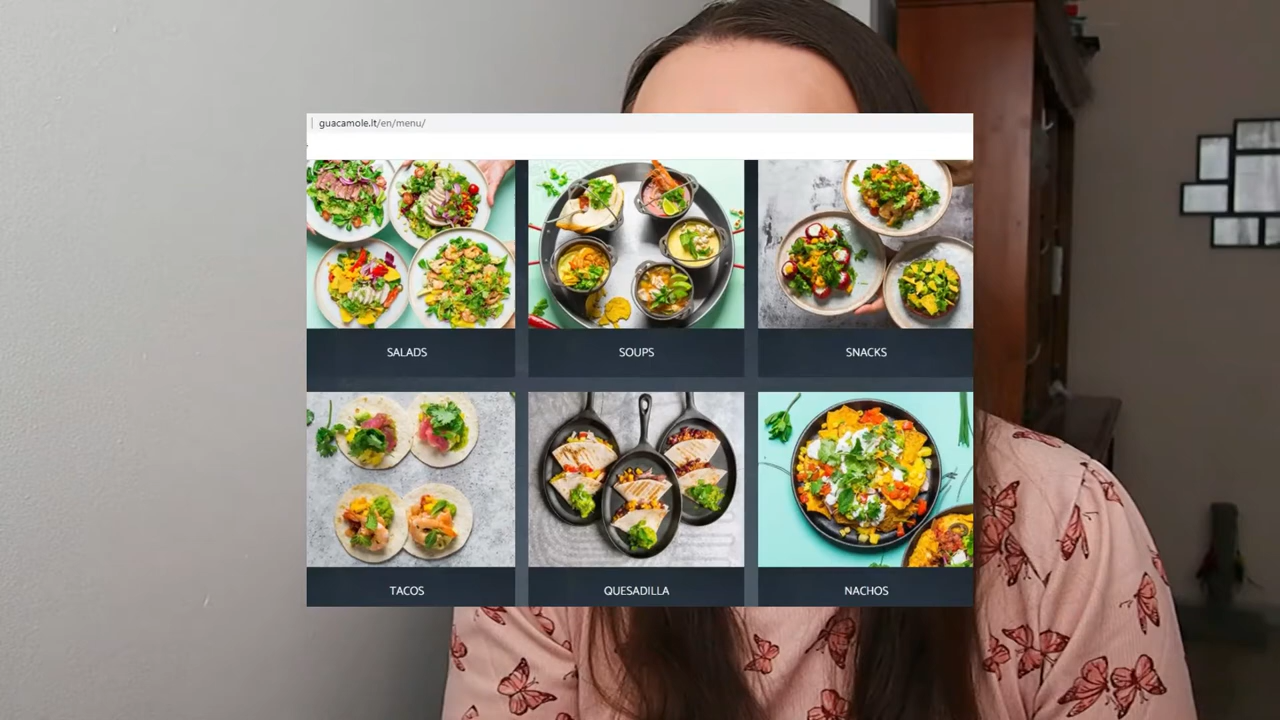 guacamole.lt/en/menu/
SALADS
SOUPS
SNACKS
TACOS
QUESADILLA
NACHOS